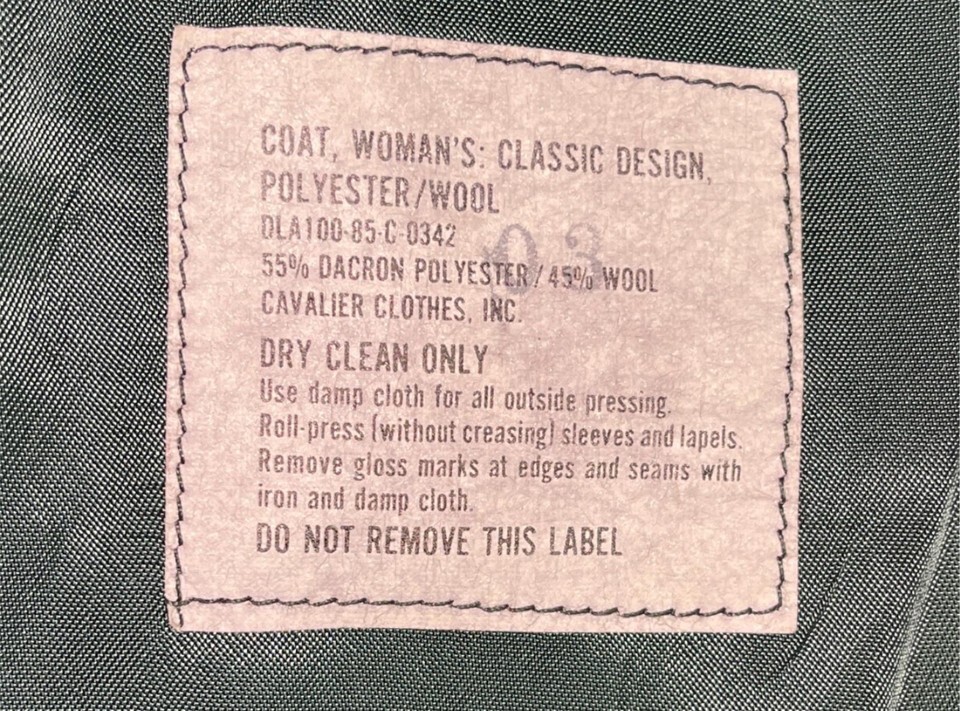 COAT, WOMAN'S: CLASSIC DESIGN,
POLYESTER/WOOL
DLA100-85-C-0342
03
55% DACRON POLYESTER/45% WOOL
CAVALIER CLOTHES, INC.
DRY CLEAN ONLY
Use damp cloth for all outside pressing.
Roll-press (without creasing) sleeves and lapels.
Remove gloss marks at edges and seams with
iron and damp cloth.
DO NOT REMOVE THIS LABEL